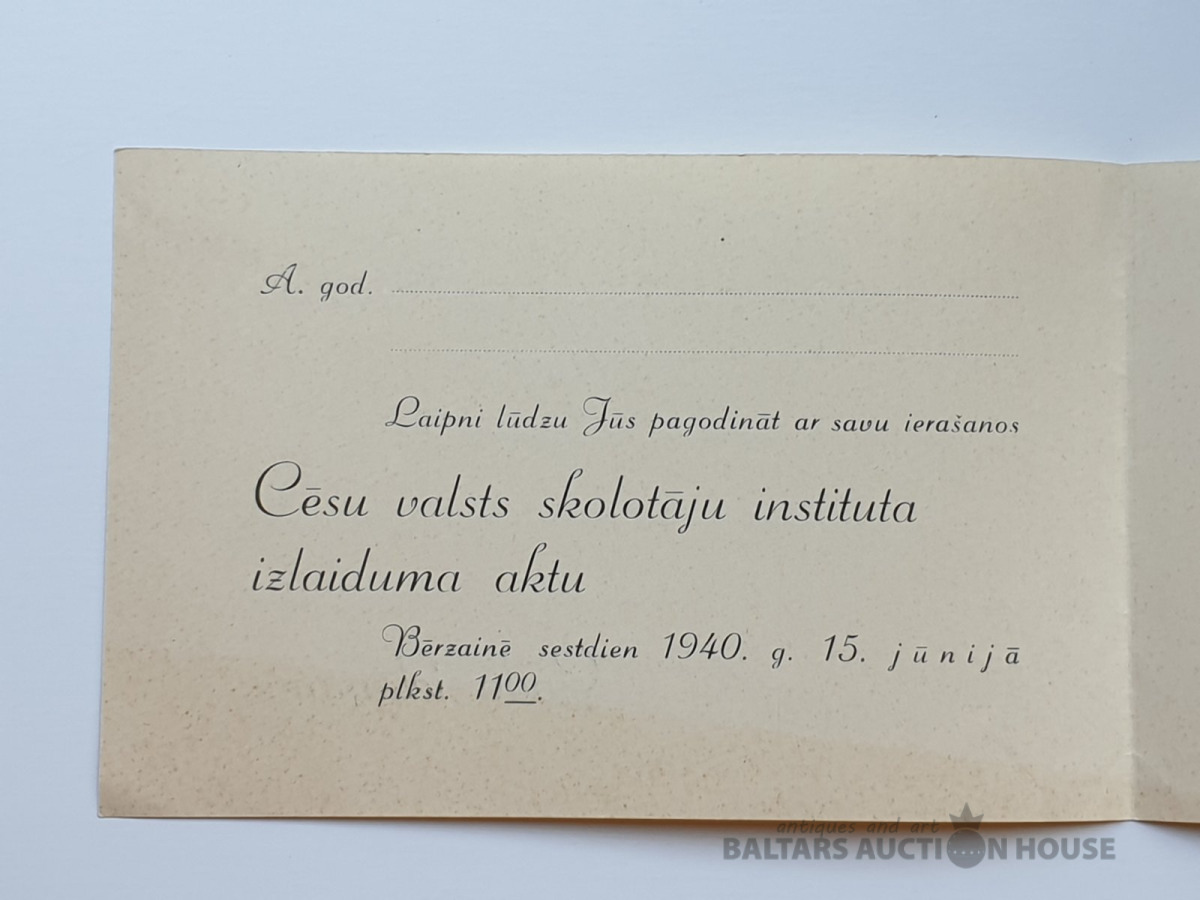 A. god.
Laipni lūdzu Jūs pagodināt ar savu ierašanos
Cēsu valsts skolotāju instituta
izlaiduma aktu
Bērzainē sestdien 1940. g. 15. jūnijā
plkst. 1100.
antiques and art
BALTARS AUCTION HOUSE